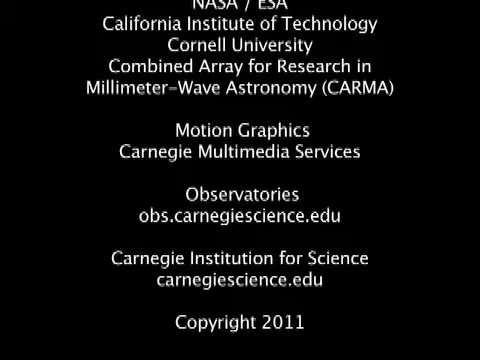 NASA / ESA
California Institute of Technology
Cornell University
Combined Array for Research in
Millimeter-Wave Astronomy (CARMA)
Motion Graphics
Carnegie Multimedia Services
Observatories
obs.carnegiescience.edu
Carnegie Institution for Science
carnegiescience.edu
Copyright 2011